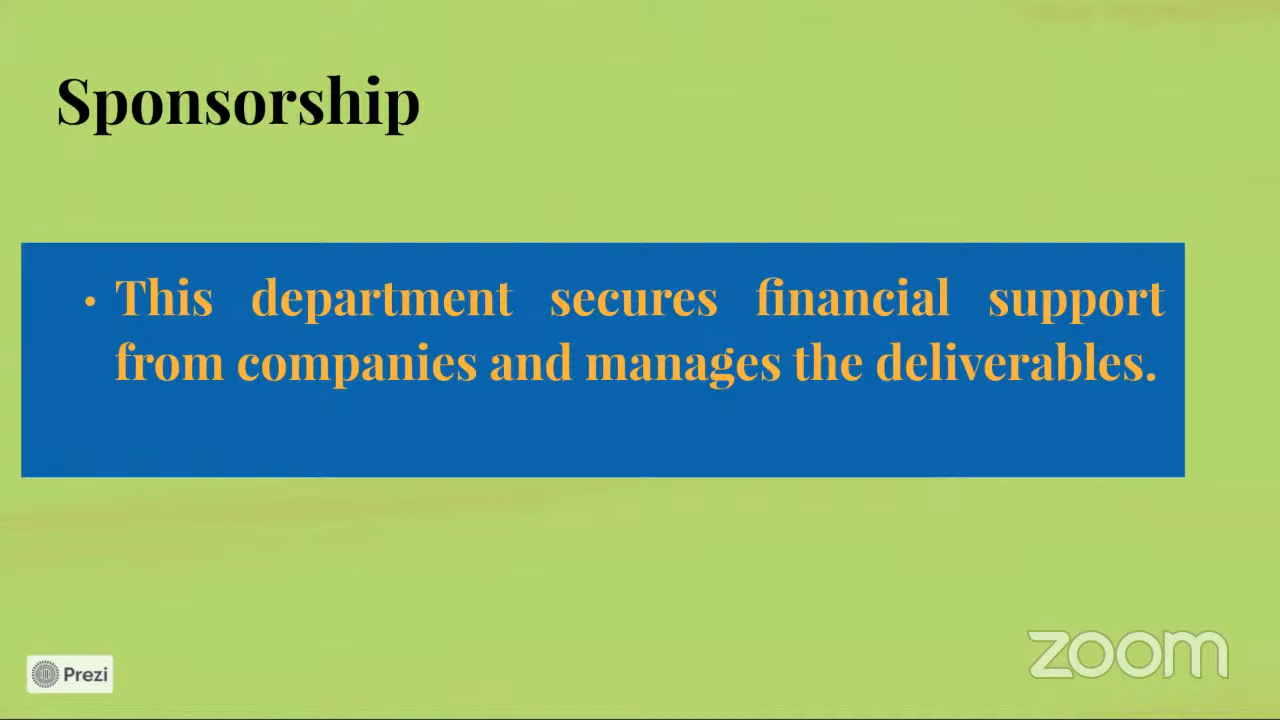 Sponsorship
• This department secures financial support
from companies and manages the deliverables.
Prezi
zoom